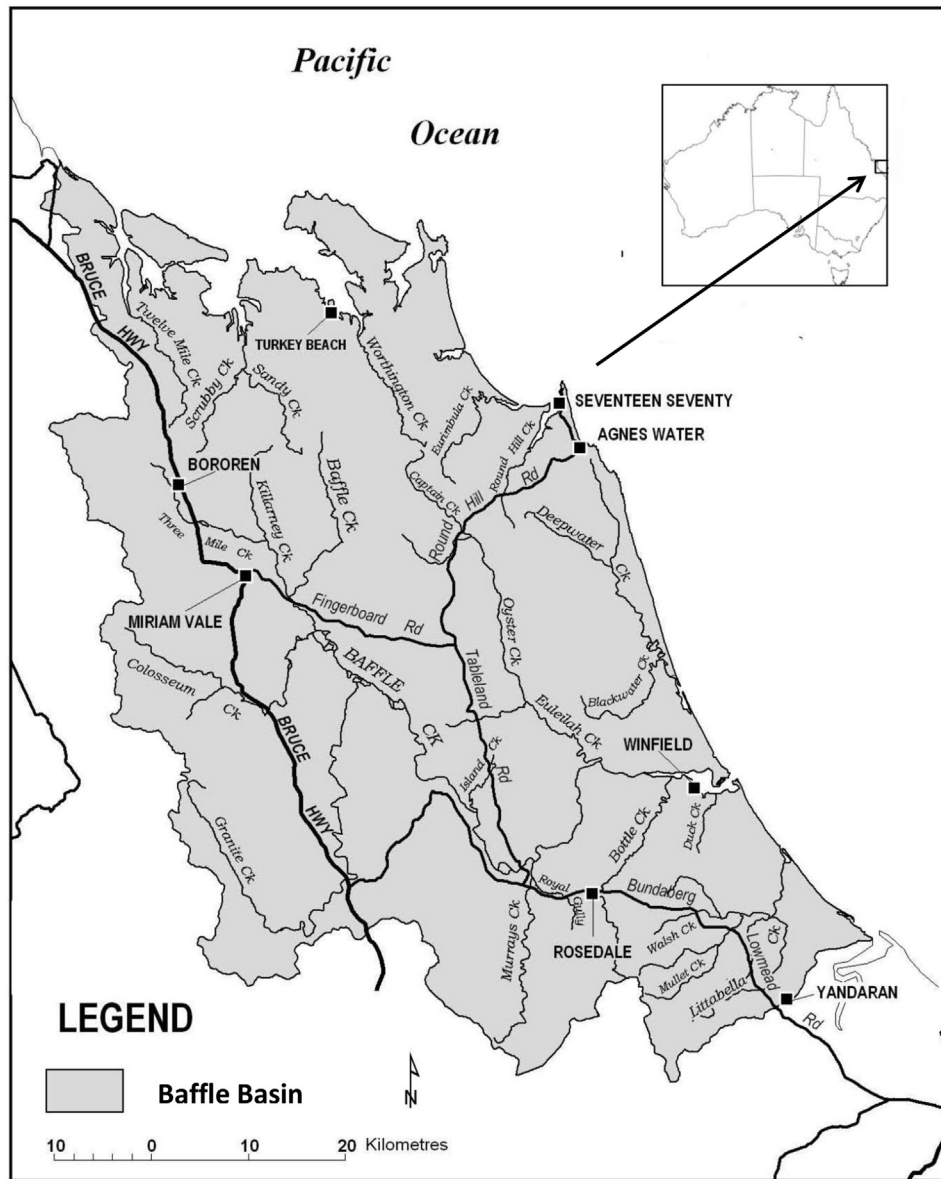 Pacific
Ocean
BRUCE
HWY
Twelve Mile Ck
Scrubby Ck
Sandy Ck
TURKEY BEACH
Worthington Ck
Eurimbula Ck
SEVENTEEN SEVENTY
AGNES WATER
Round Hill Ck
Captain Ck
Round Hill Rd
BOROREN
Killarney Ck
Baffle Ck
Three Mile Ck
Deepwater Ck
MIRIAM VALE
Fingerboard Rd
Oyster Ck
BAFFLE CK
Colosseum Ck
Tableland Rd
Blackwater Ck
Euleilah Ck
WINFIELD
BRUCE
HWY
Island Ck
Bottle Ck
Duck Ck
Granite Ck
Royal Gully
Bundaberg
Murrays Ck
ROSEDALE
Walsh Ck
Mullet Ck
Littabella Ck
Lowmead Rd
YANDARAN
LEGEND
Baffle Basin
N
10 0 10 20 Kilometres